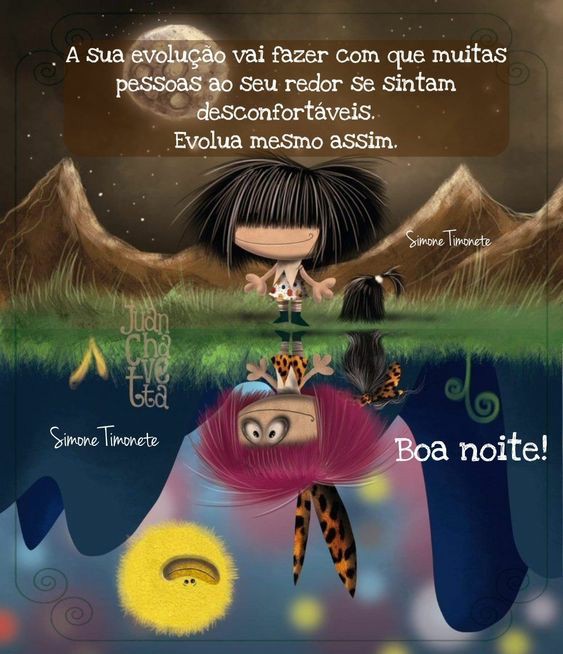 A sua evolução vai fazer com que muitas
pessoas ao seu redor se sintam
desconfortáveis.
Evolua mesmo assim.
Simone Timonete
Juan
Cha
ve
tta
Simone Timonete
Boa noite!